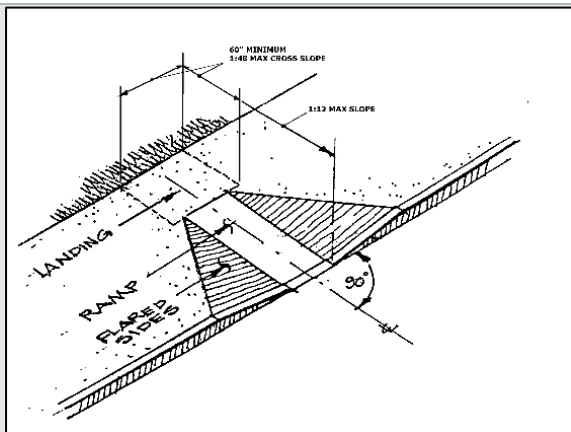 60" MINIMUM
1:48 MAX CROSS SLOPE
1:12 MAX SLOPE
LANDING
RAMP
FLARED
SIDES
90°